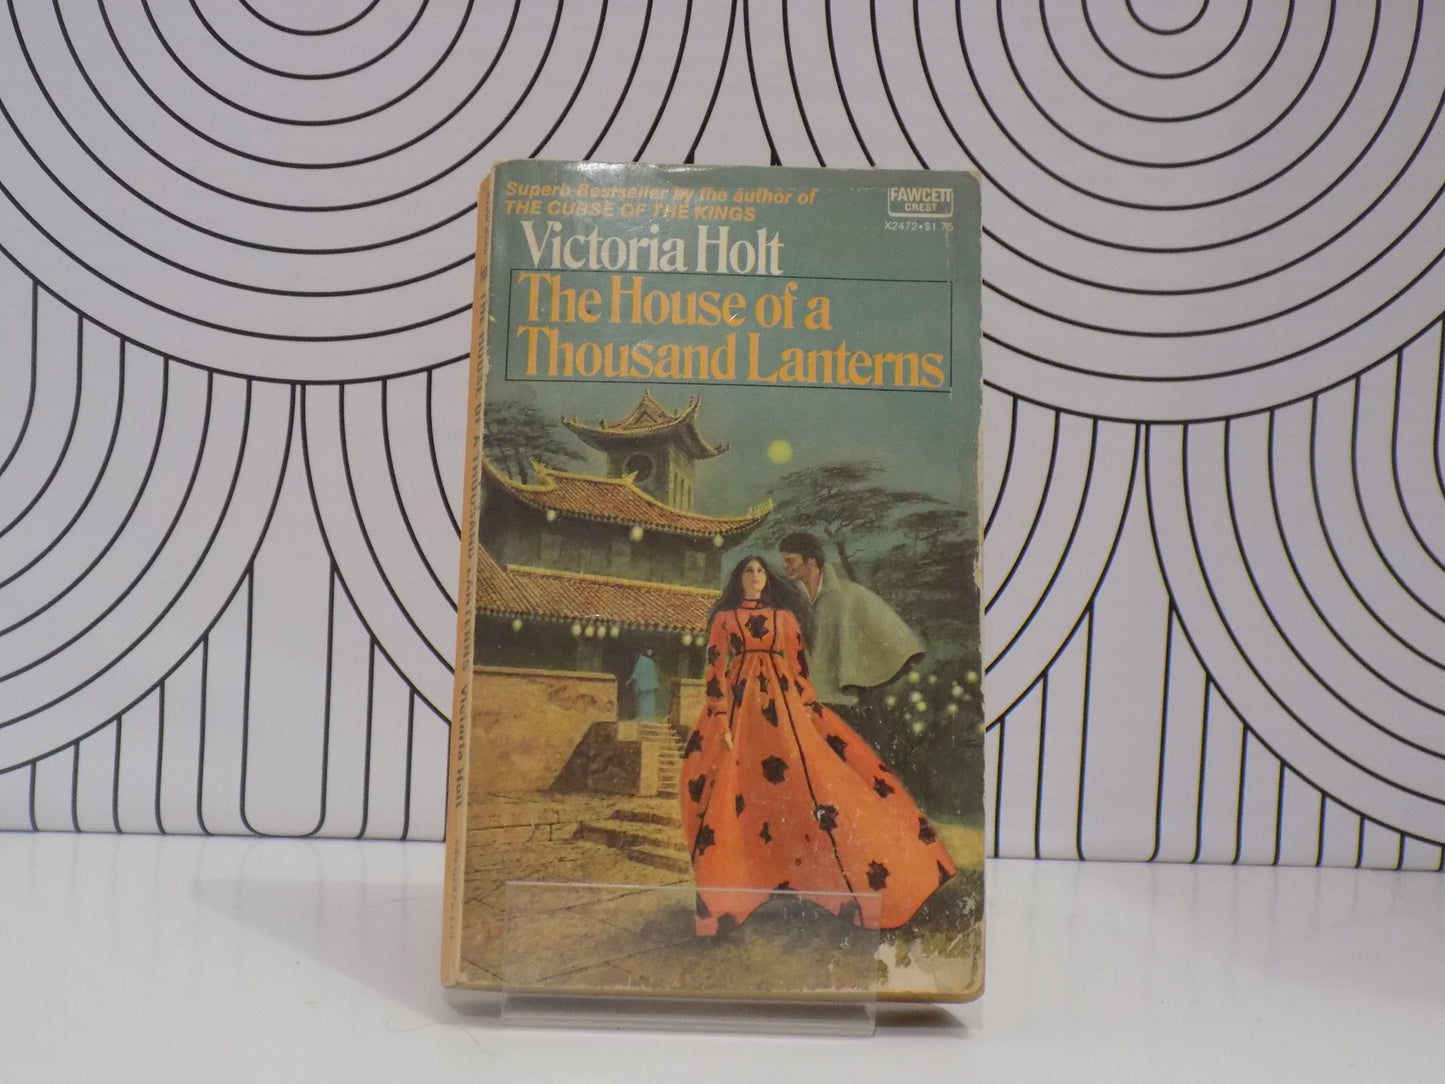 Superb Bestseller by the author of
THE CURSE OF THE KINGS
FAWCETT
CREST
X2472•$1.75
Victoria Holt
The House of a
Thousand Lanterns
THE HOUSE OF A THOUSAND LANTERNS Victoria Holt